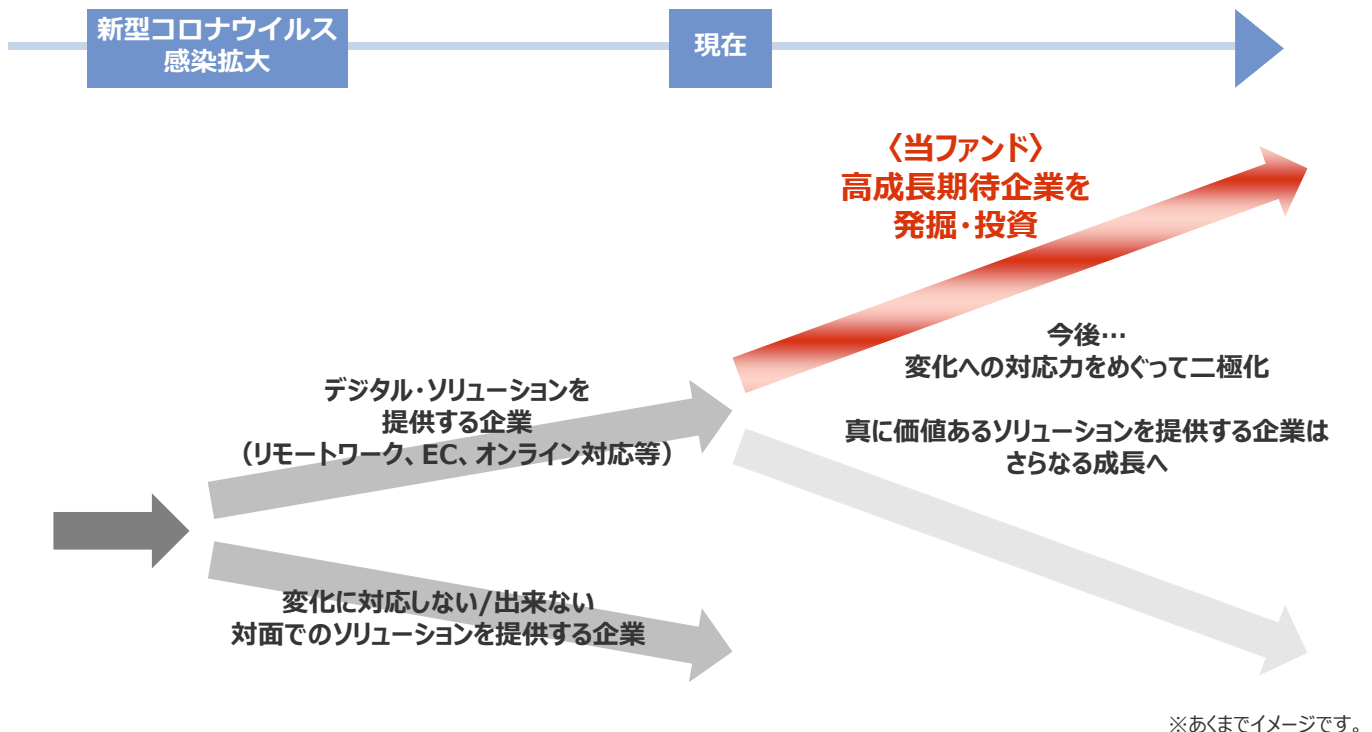 新型コロナウイルス
感染拡大
現在
〈当ファンド〉
高成長期待企業を
発掘・投資
今後…
変化への対応力をめぐって二極化
デジタル・ソリューションを
提供する企業
（リモートワーク、EC、オンライン対応等）
真に価値あるソリューションを提供する企業は
さらなる成長へ
変化に対応しない/出来ない
対面でのソリューションを提供する企業
※あくまでイメージです。